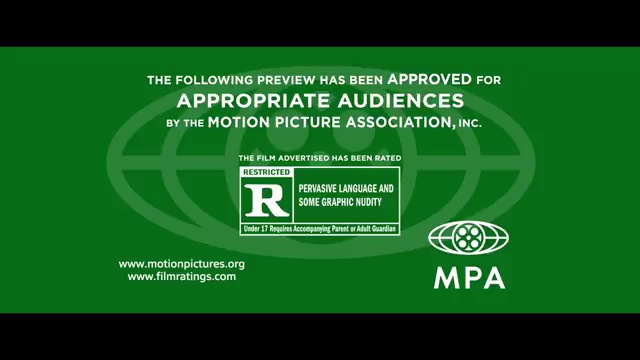 THE FOLLOWING PREVIEW HAS BEEN APPROVED FOR
APPROPRIATE AUDIENCES
BY THE MOTION PICTURE ASSOCIATION, INC.
THE FILM ADVERTISED HAS BEEN RATED
RESTRICTED
R
PERVASIVE LANGUAGE AND
SOME GRAPHIC NUDITY
Under 17 Requires Accompanying Parent or Adult Guardian
www.motionpictures.org
www.filmratings.com
MPA